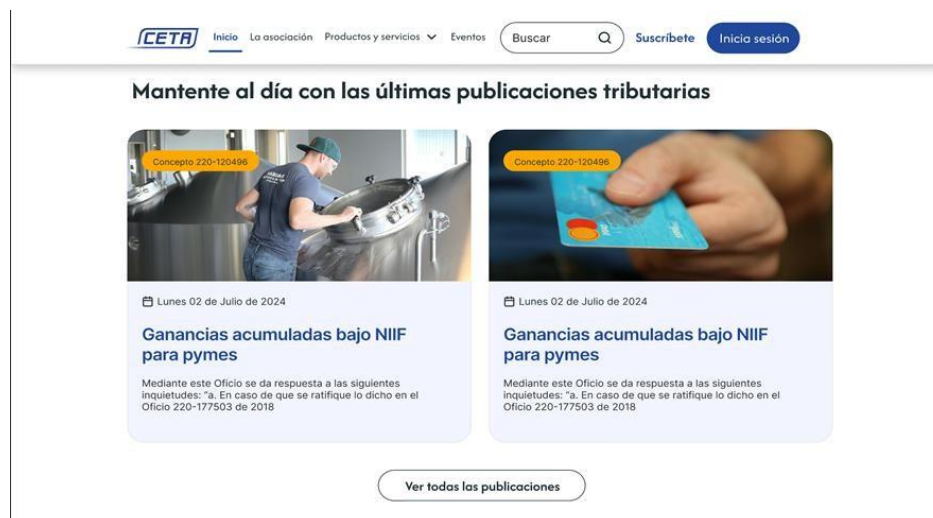 CETA
Inicio La asociación Productos y servicios Eventos Buscar Suscríbete Inicia sesión
Mantente al día con las últimas publicaciones tributarias
Concepto 220-120496
Lunes 02 de Julio de 2024
Ganancias acumuladas bajo NIIF
para pymes
Mediante este Oficio se da respuesta a las siguientes
inquietudes: "a. En caso de que se ratifique lo dicho en el
Oficio 220-177503 de 2018
Concepto 220-120496
Lunes 02 de Julio de 2024
Ganancias acumuladas bajo NIIF
para pymes
Mediante este Oficio se da respuesta a las siguientes
inquietudes: "a. En caso de que se ratifique lo dicho en el
Oficio 220-177503 de 2018
Ver todas las publicaciones